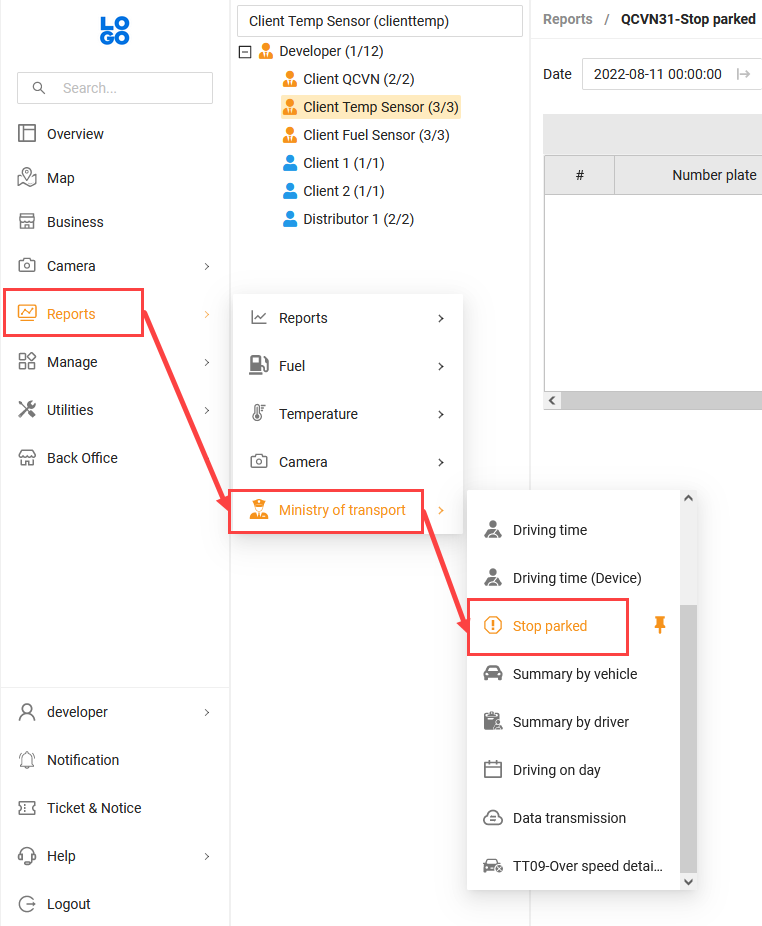 LO
GO
Search...
Overview
Map
Business
Camera
Reports
Manage
Utilities
Back Office
developer
Notification
Ticket & Notice
Help
Logout
Client Temp Sensor (clienttemp)
Developer (1/12)
Client QCVN (2/2)
Client Temp Sensor (3/3)
Client Fuel Sensor (3/3)
Client 1 (1/1)
Client 2 (1/1)
Distributor 1 (2/2)
Reports
Fuel
Temperature
Camera
Ministry of transport
Driving time
Driving time (Device)
Stop parked
Summary by vehicle
Summary by driver
Driving on day
Data transmission
TT09-Over speed detai...
Reports / QCVN31-Stop parked
Date 2022-08-11 00:00:00
# Number plate